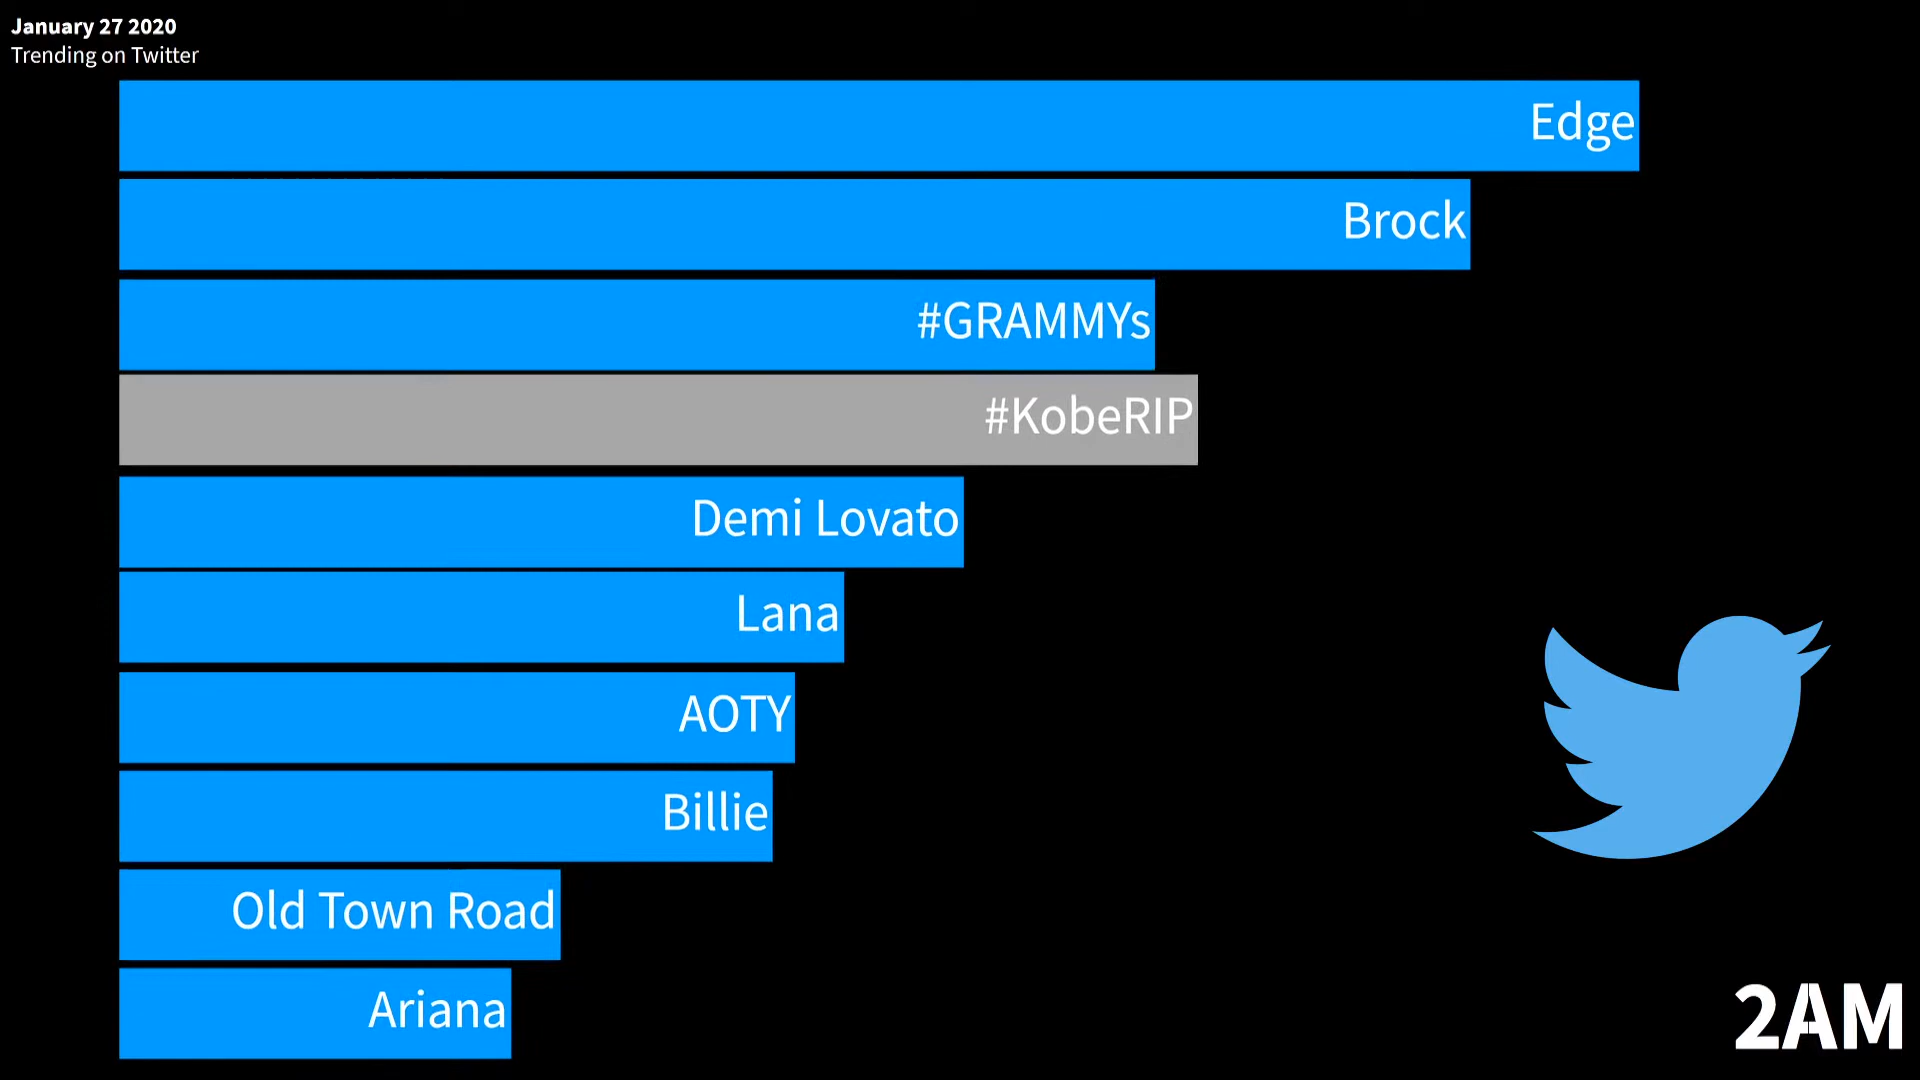 January 27 2020
Trending on Twitter
Edge
Brock
#GRAMMYs
#KobeRIP
Demi Lovato
Lana
AOTY
Billie
Old Town Road
Ariana
2AM